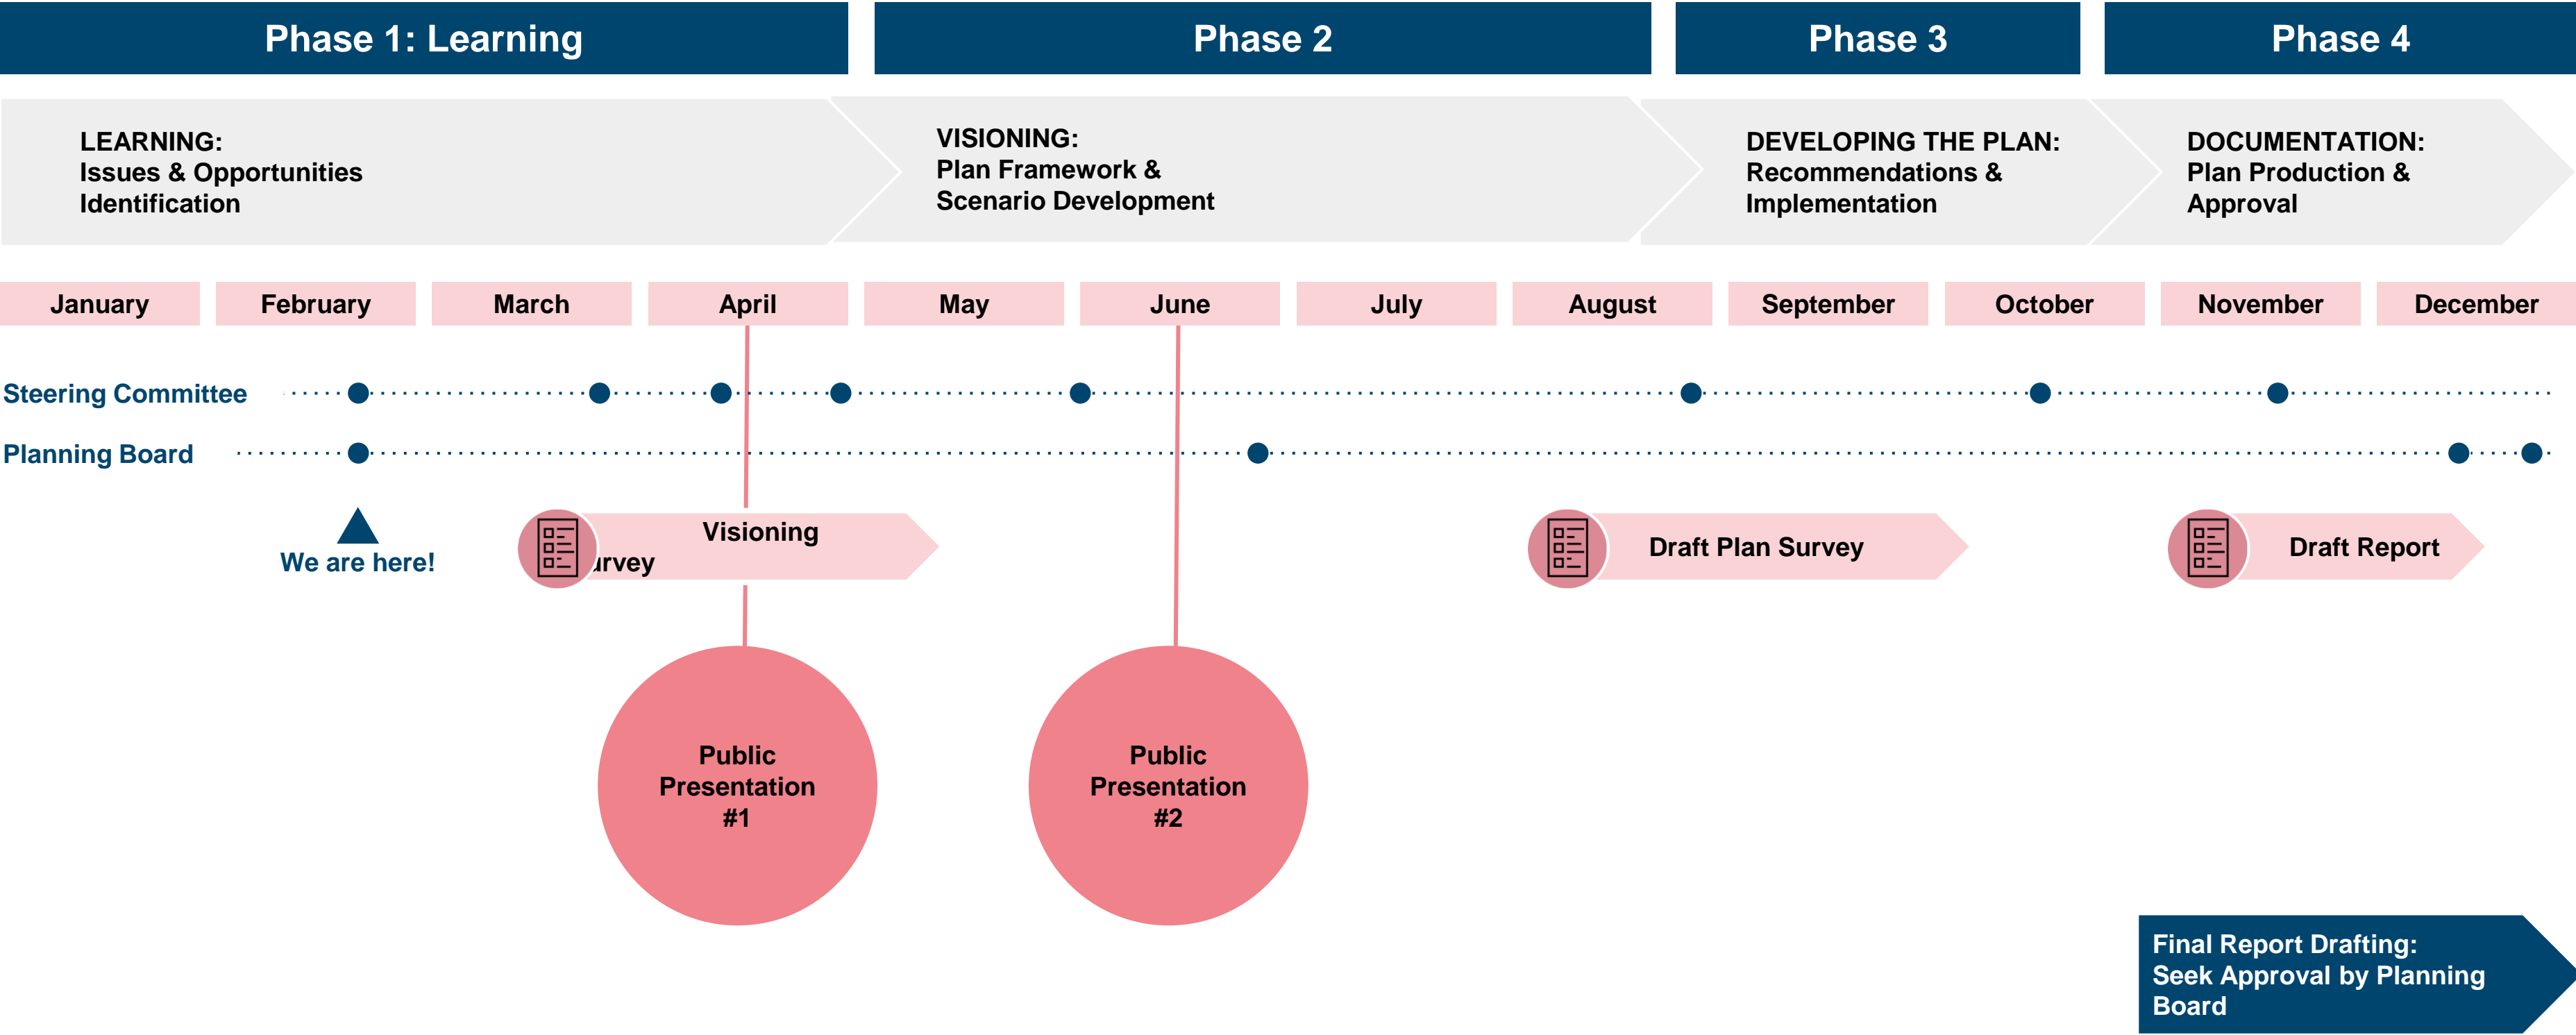 Phase 1: Learning
Phase 2
Phase 3
Phase 4
LEARNING:
Issues & Opportunities
Identification
VISIONING:
Plan Framework &
Scenario Development
DEVELOPING THE PLAN:
Recommendations &
Implementation
DOCUMENTATION:
Plan Production &
Approval
January
February
March
April
May
June
July
August
September
October
November
December
Steering Committee
Planning Board
We are here!
Visioning
urvey
Draft Plan Survey
Draft Report
Public
Presentation
#1
Public
Presentation
#2
Final Report Drafting:
Seek Approval by Planning
Board